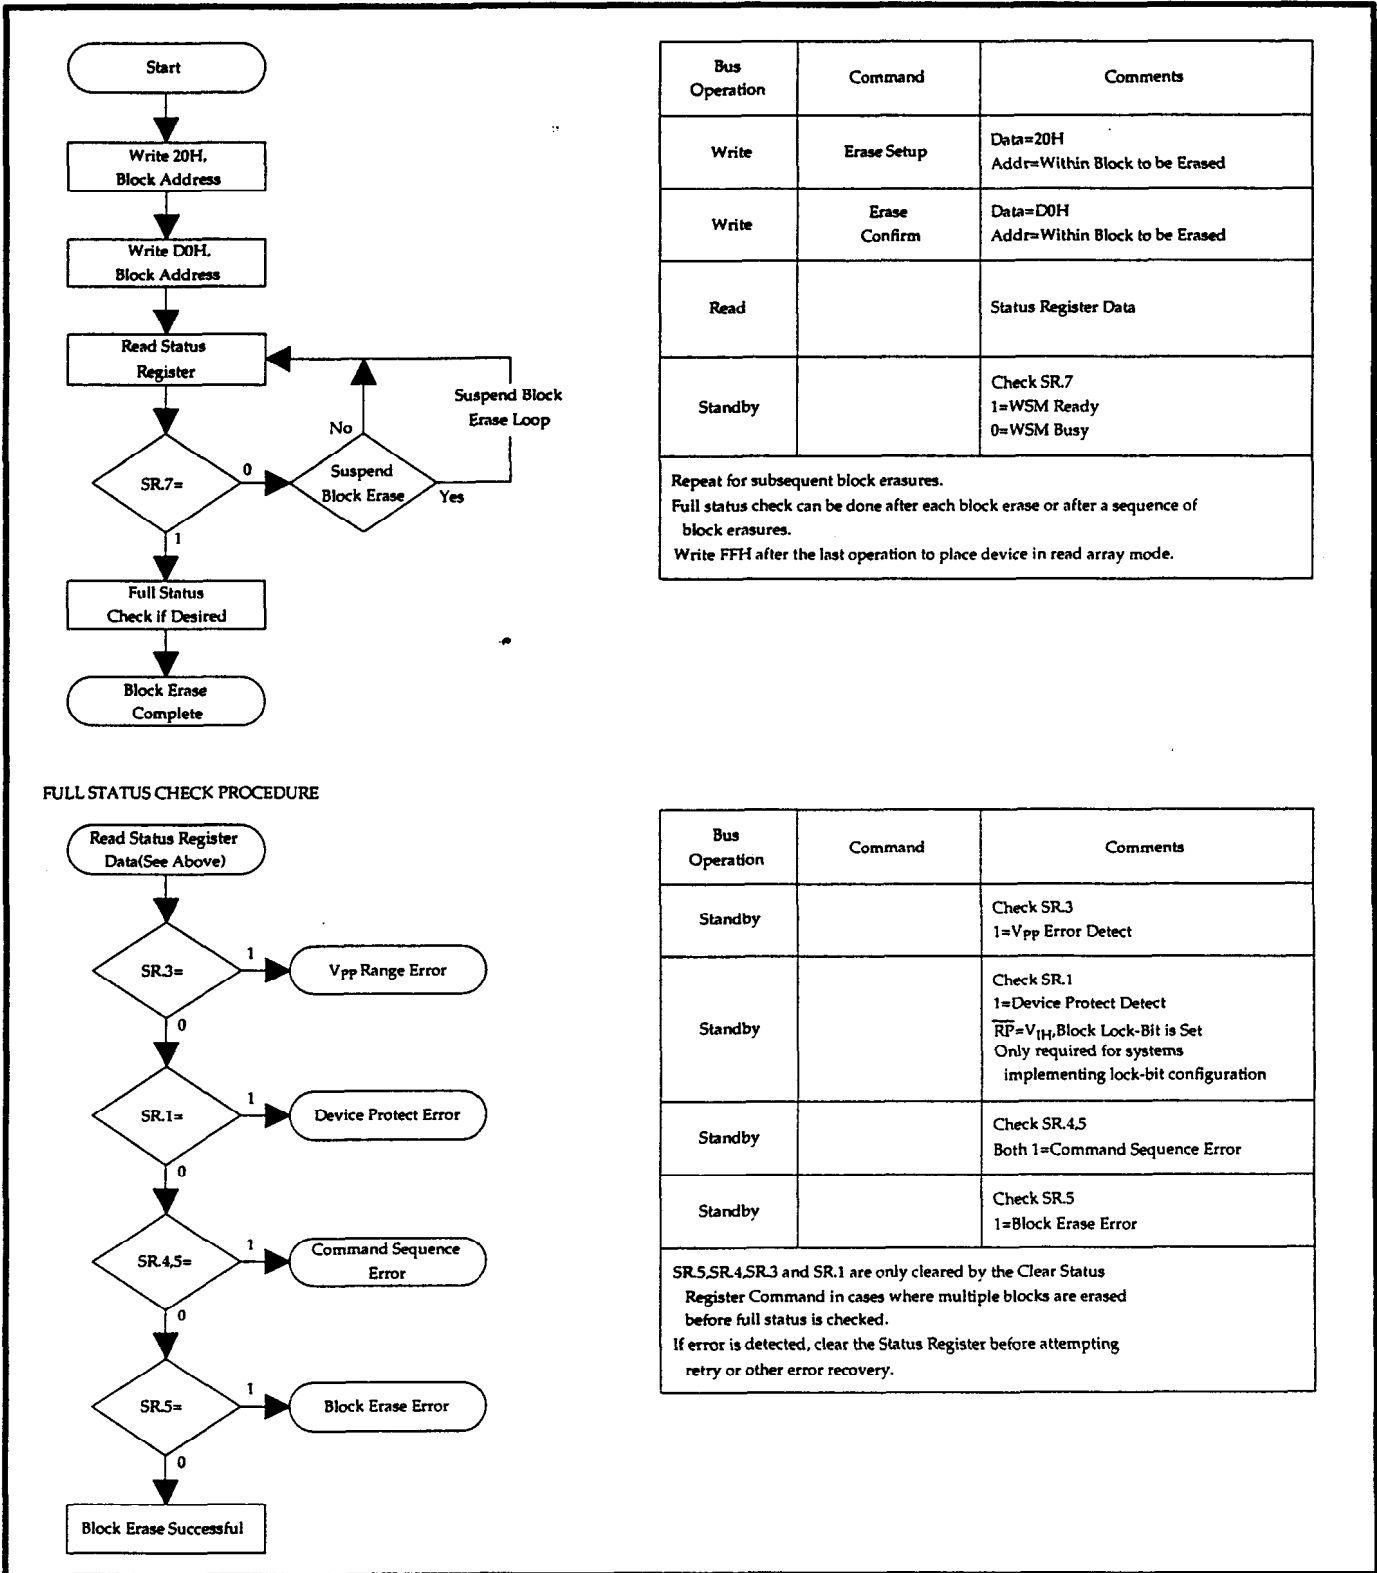 Start
Write 20H,
Block Address
Write D0H,
Block Address
Read Status
Register
Suspend Block
Erase Loop
No
SR.7=
0
Suspend
Block Erase
Yes
1
Full Status
Check if Desired
Block Erase
Complete
Bus
Operation
Command
Comments
Write
Erase Setup
Data=20H
Addr=Within Block to be Erased
Write
Erase
Confirm
Data=D0H
Addr=Within Block to be Erased
Read
Status Register Data
Standby
Check SR.7
1=WSM Ready
0=WSM Busy
Repeat for subsequent block erasures.
Full status check can be done after each block erase or after a sequence of
block erasures.
Write FFH after the last operation to place device in read array mode.
FULL STATUS CHECK PROCEDURE
Read Status Register
Data(See Above)
SR.3=
1
VPP Range Error
0
SR.1=
1
Device Protect Error
0
SR.4,5=
1
Command Sequence
Error
0
SR.5=
1
Block Erase Error
0
Block Erase Successful
Bus
Operation
Command
Comments
Standby
Check SR.3
1=VPP Error Detect
Standby
Check SR.1
1=Device Protect Detect
R̅P̅=VIH,Block Lock-Bit is Set
Only required for systems
implementing lock-bit configuration
Standby
Check SR.4,5
Both 1=Command Sequence Error
Standby
Check SR.5
1=Block Erase Error
SR.5,SR.4,SR.3 and SR.1 are only cleared by the Clear Status
Register Command in cases where multiple blocks are erased
before full status is checked.
If error is detected, clear the Status Register before attempting
retry or other error recovery.